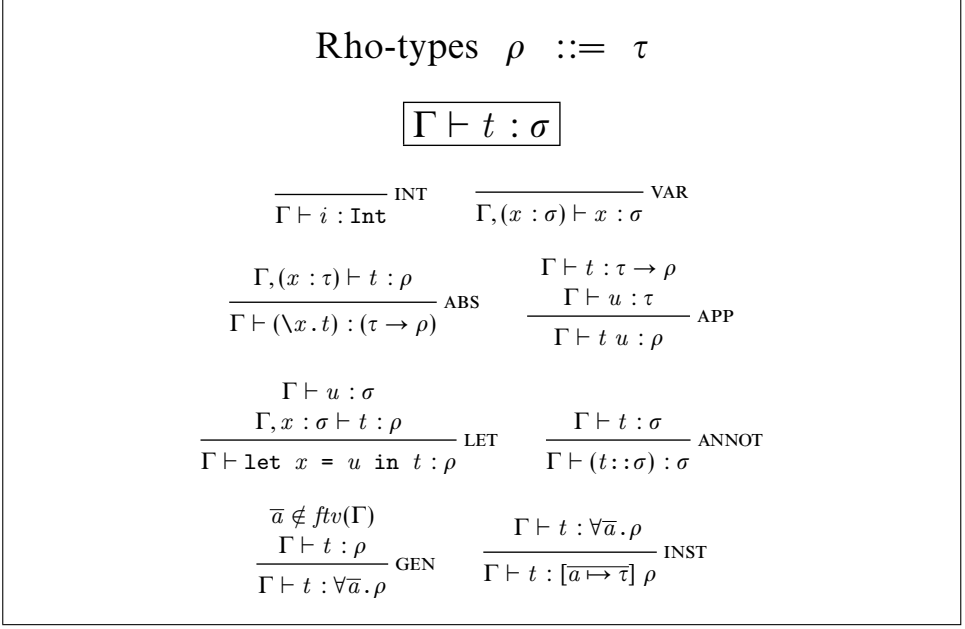 Rho-types ρ ::= τ
Γ ⊢ t : σ
INT
Γ ⊢ i : Int
VAR
Γ, (x : σ) ⊢ x : σ
Γ, (x : τ) ⊢ t : ρ
ABS
Γ ⊢ (\x . t) : (τ → ρ)
Γ ⊢ t : τ → ρ
Γ ⊢ u : τ
APP
Γ ⊢ t u : ρ
Γ ⊢ u : σ
Γ, x : σ ⊢ t : ρ
LET
Γ ⊢ let x = u in t : ρ
Γ ⊢ t : σ
ANNOT
Γ ⊢ (t :: σ) : σ
a̅ ∉ ftv(Γ)
Γ ⊢ t : ρ
GEN
Γ ⊢ t : ∀a̅ . ρ
Γ ⊢ t : ∀a̅ . ρ
INST
Γ ⊢ t : [a̅ ̅↦̅ ̅τ̅] ρ